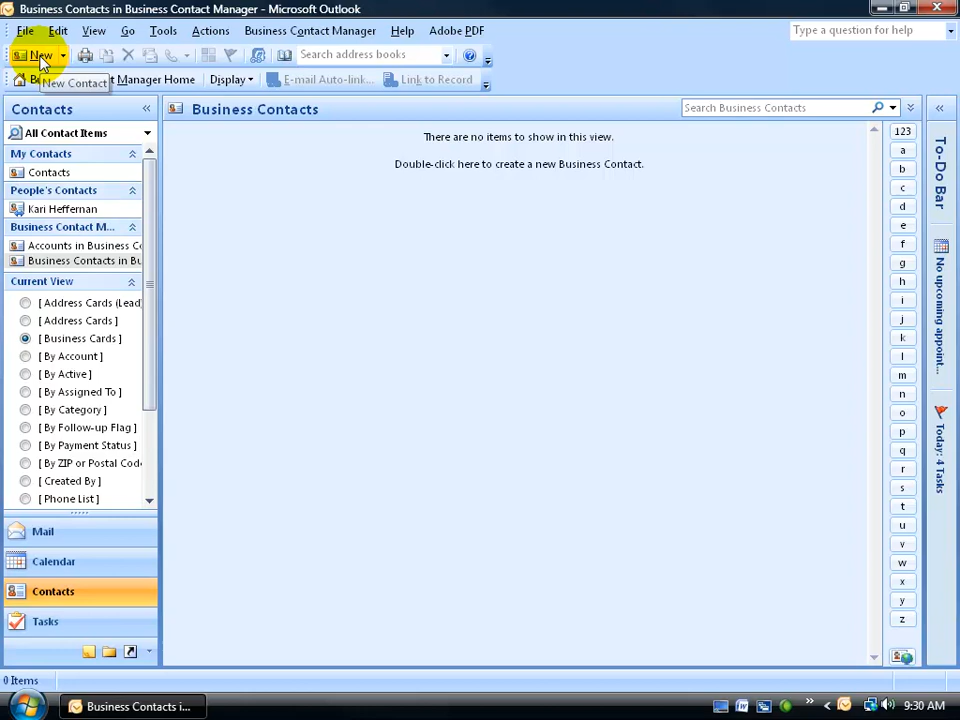 Business Contacts in Business Contact Manager - Microsoft Outlook
File Edit View Go Tools Actions Business Contact Manager Help Adobe PDF
Type a question for help
New
Search address books
Manager Home
Display
E-mail Auto-link...
Link to Record
New Contact
Contacts
All Contact Items
My Contacts
Contacts
People's Contacts
Kari Heffernan
Business Contact M...
Accounts in Business Co
Business Contacts in Bu
Current View
[ Address Cards (Lead
[ Address Cards ]
[ Business Cards ]
[ By Account ]
[ By Active ]
[ By Assigned To ]
[ By Category ]
[ By Follow-up Flag ]
[ By Payment Status ]
[ By ZIP or Postal Code
[ Created By ]
[ Phone List ]
Mail
Calendar
Contacts
Tasks
Business Contacts
Search Business Contacts
There are no items to show in this view.
Double-click here to create a new Business Contact.
123
a
b
c
d
e
f
g
h
i
j
k
l
m
n
o
p
q
r
s
t
u
v
w
x
y
z
To-Do Bar
No upcoming appoint...
Today: 4 Tasks
0 Items
Business Contacts i...
9:30 AM